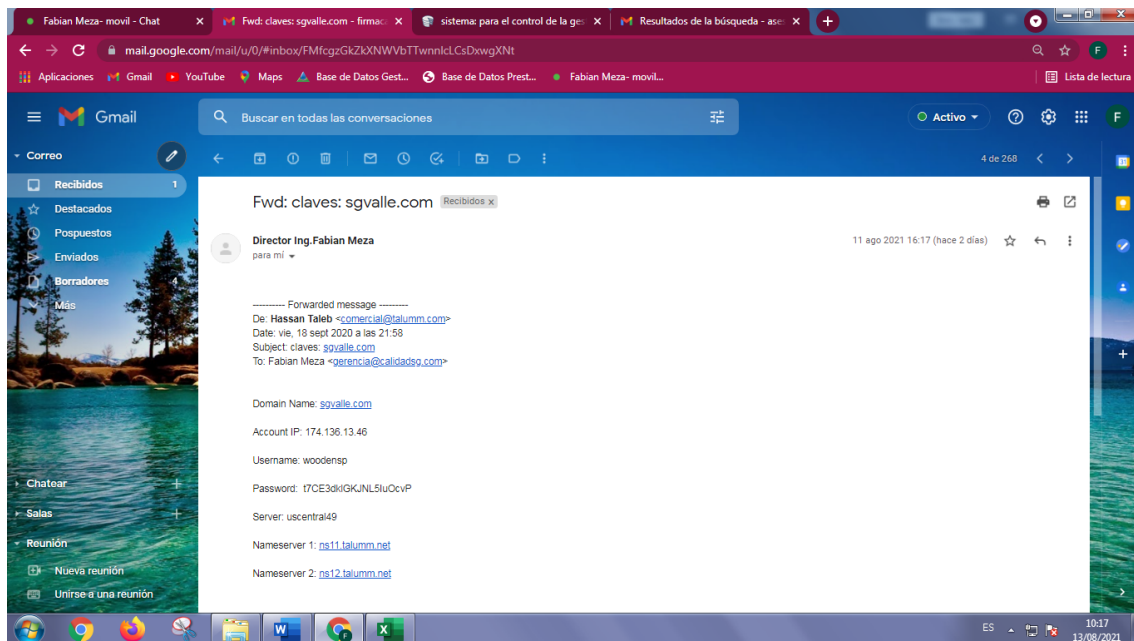 Fabian Meza- movil - Chat
Fwd: claves: sgvalle.com - firmac
sistema: para el control de la ges
Resultados de la búsqueda - ase
mail.google.com/mail/u/0/#inbox/FMfcgzGkZkXNWVbTTwnnlcLCsDxwgXNt
F
Aplicaciones
Gmail
YouTube
Maps
Base de Datos Gest...
Base de Datos Prest...
Fabian Meza- movil...
Lista de lectura
Gmail
Buscar en todas las conversaciones
Activo
F
Correo
4 de 268
Recibidos 1
Destacados
Pospuestos
Enviados
Borradores 4
Más
Chatear
Salas
Reunión
Nueva reunión
Unirse a una reunión
Fwd: claves: sgvalle.com Recibidos x
Director Ing.Fabian Meza
11 ago 2021 16:17 (hace 2 días)
para mí
---------- Forwarded message ---------
De: Hassan Taleb <comercial@talumm.com>
Date: vie, 18 sept 2020 a las 21:58
Subject: claves: sgvalle.com
To: Fabian Meza <gerencia@calidadsg.com>
Domain Name: sgvalle.com
Account IP: 174.136.13.46
Username: woodensp
Password: t7CE3dkIGKJNL5IuOcvP
Server: uscentral49
Nameserver 1: ns11.talumm.net
Nameserver 2: ns12.talumm.net
ES
10:17
13/08/2021